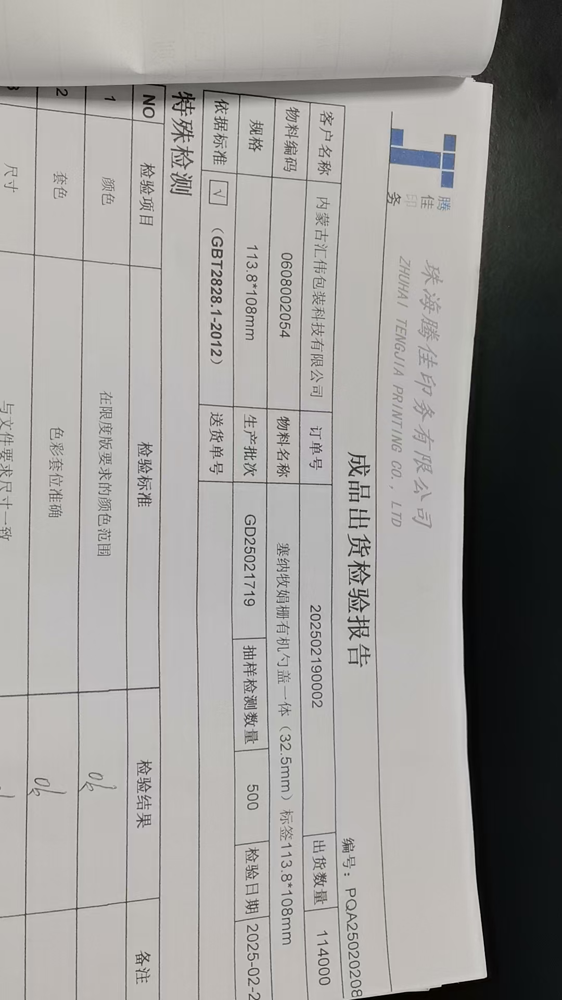 腾佳印务
珠海腾佳印务有限公司
ZHUHAI TENGJIA PRINTING CO., LTD
成品出货检验报告
编号：PQA25020208
客户名称 内蒙古汇伟包装科技有限公司 订单号 202502190002 出货数量 114000
物料编码 0608002054 物料名称 塞纳牧娟栅有机勺盖一体（32.5mm）标签113.8*108mm
规格 113.8*108mm 生产批次 GD25021719 抽样检测数量 500 检验日期 2025-02-2
依据标准 √ （GBT2828.1-2012） 送货单号
特殊检测
NO 检验项目 检验标准 检验结果 备注
1 颜色 在限度版要求的颜色范围 ok
2 套色 色彩套位准确 ok
3 尺寸 与文件要求尺寸一致